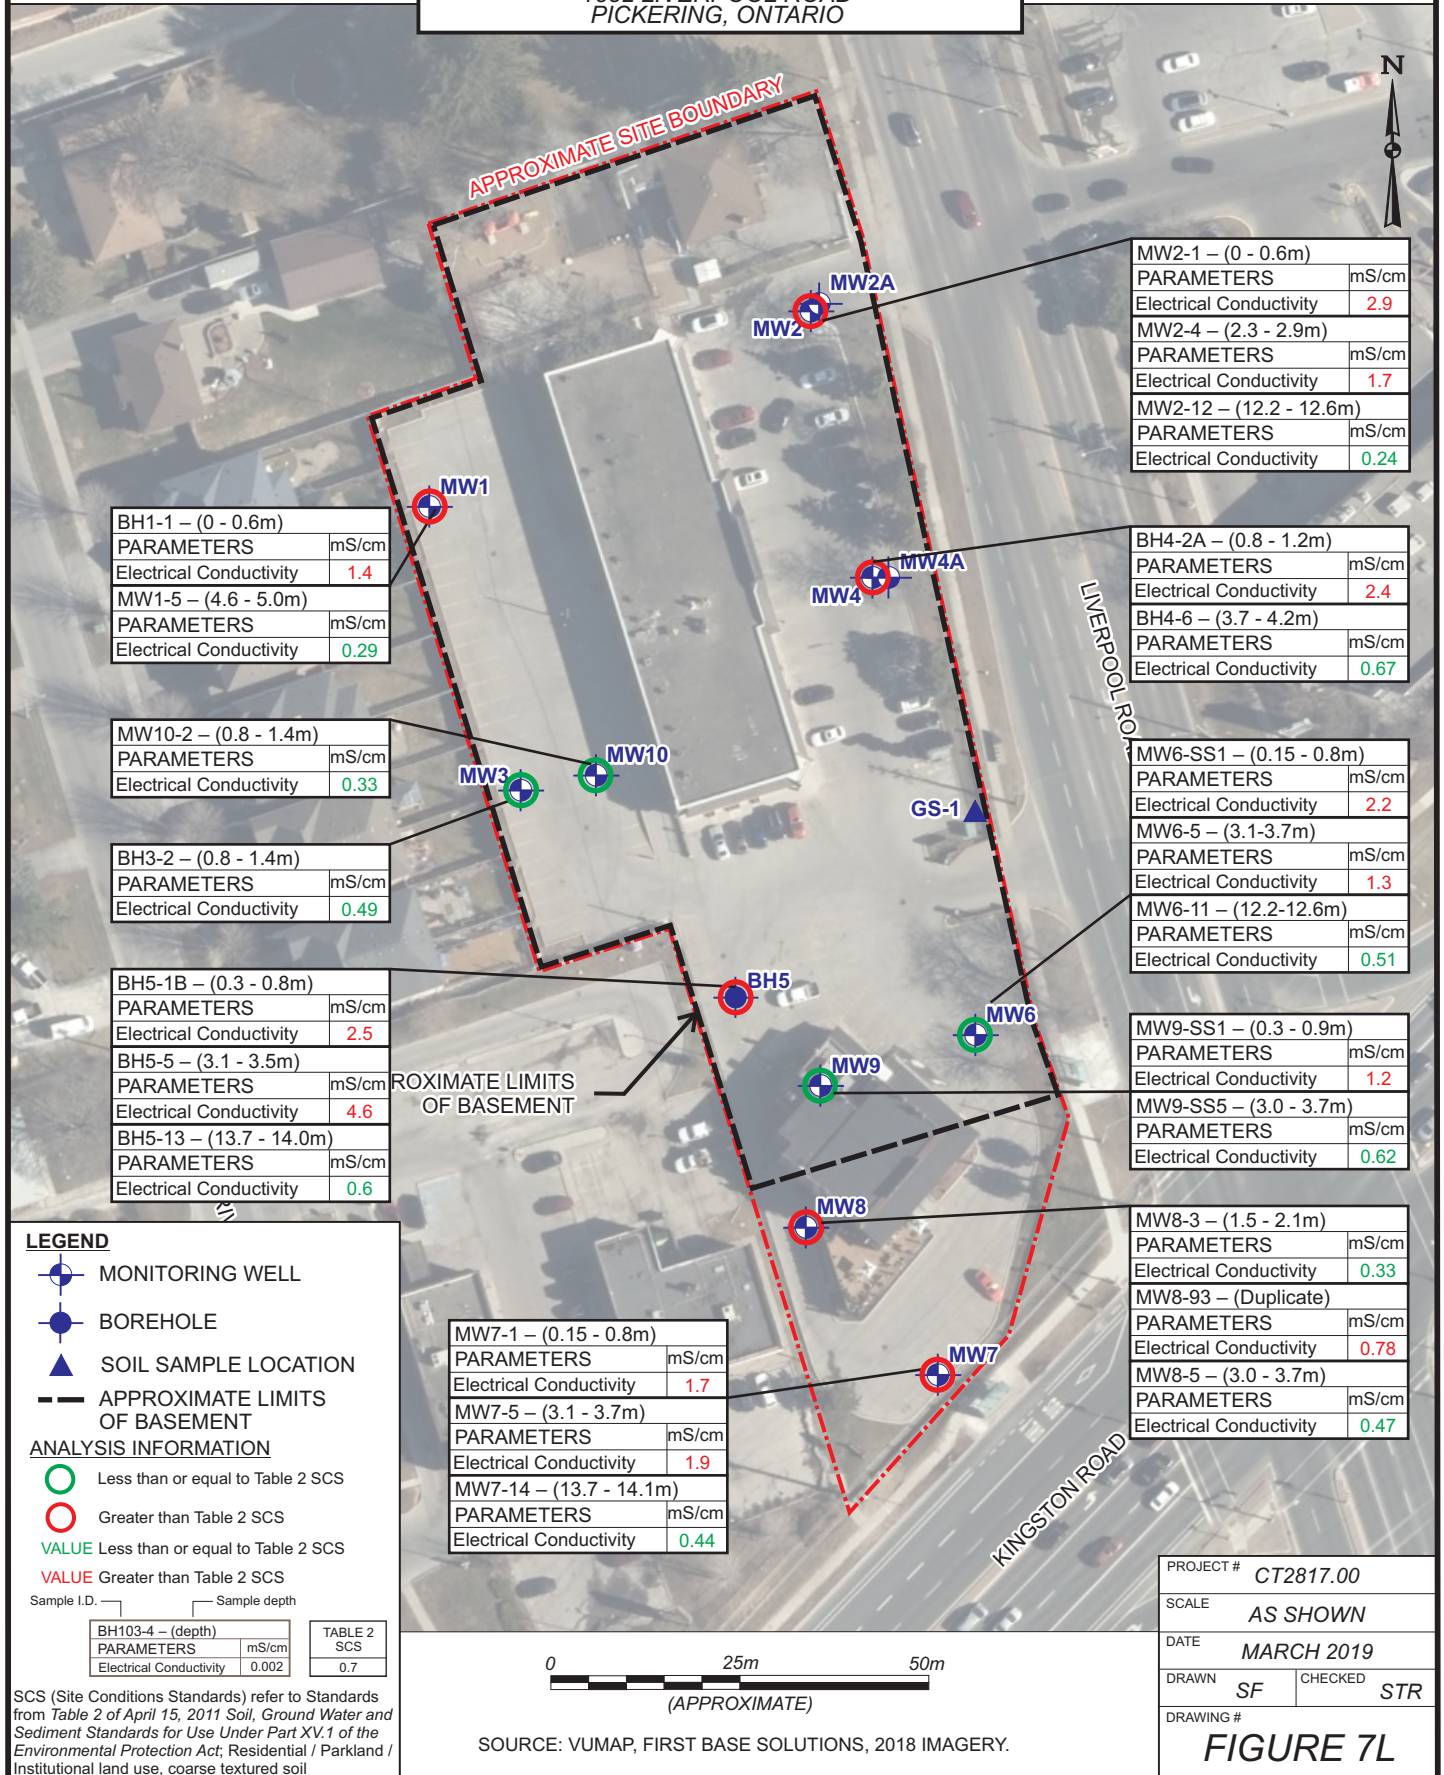 PICKERING, ONTARIO
N
APPROXIMATE SITE BOUNDARY
MW2A
MW2
MW2-1 – (0 - 0.6m)
PARAMETERS mS/cm
Electrical Conductivity 2.9
MW2-4 – (2.3 - 2.9m)
PARAMETERS mS/cm
Electrical Conductivity 1.7
MW2-12 – (12.2 - 12.6m)
PARAMETERS mS/cm
Electrical Conductivity 0.24
MW1
BH1-1 – (0 - 0.6m)
PARAMETERS mS/cm
Electrical Conductivity 1.4
MW1-5 – (4.6 - 5.0m)
PARAMETERS mS/cm
Electrical Conductivity 0.29
MW4A
MW4
BH4-2A – (0.8 - 1.2m)
PARAMETERS mS/cm
Electrical Conductivity 2.4
BH4-6 – (3.7 - 4.2m)
PARAMETERS mS/cm
Electrical Conductivity 0.67
LIVERPOOL ROA
MW10-2 – (0.8 - 1.4m)
PARAMETERS mS/cm
Electrical Conductivity 0.33
MW10
MW3
BH3-2 – (0.8 - 1.4m)
PARAMETERS mS/cm
Electrical Conductivity 0.49
GS-1
MW6-SS1 – (0.15 - 0.8m)
PARAMETERS mS/cm
Electrical Conductivity 2.2
MW6-5 – (3.1-3.7m)
PARAMETERS mS/cm
Electrical Conductivity 1.3
MW6-11 – (12.2-12.6m)
PARAMETERS mS/cm
Electrical Conductivity 0.51
BH5-1B – (0.3 - 0.8m)
PARAMETERS mS/cm
Electrical Conductivity 2.5
BH5-5 – (3.1 - 3.5m)
PARAMETERS mS/cm
Electrical Conductivity 4.6
BH5-13 – (13.7 - 14.0m)
PARAMETERS mS/cm
Electrical Conductivity 0.6
BH5
MW6
MW9
ROXIMATE LIMITS
OF BASEMENT
MW9-SS1 – (0.3 - 0.9m)
PARAMETERS mS/cm
Electrical Conductivity 1.2
MW9-SS5 – (3.0 - 3.7m)
PARAMETERS mS/cm
Electrical Conductivity 0.62
MW8
MW8-3 – (1.5 - 2.1m)
PARAMETERS mS/cm
Electrical Conductivity 0.33
MW8-93 – (Duplicate)
PARAMETERS mS/cm
Electrical Conductivity 0.78
MW8-5 – (3.0 - 3.7m)
PARAMETERS mS/cm
Electrical Conductivity 0.47
MW7
MW7-1 – (0.15 - 0.8m)
PARAMETERS mS/cm
Electrical Conductivity 1.7
MW7-5 – (3.1 - 3.7m)
PARAMETERS mS/cm
Electrical Conductivity 1.9
MW7-14 – (13.7 - 14.1m)
PARAMETERS mS/cm
Electrical Conductivity 0.44
KINGSTON ROAD
LEGEND
MONITORING WELL
BOREHOLE
SOIL SAMPLE LOCATION
APPROXIMATE LIMITS
OF BASEMENT
ANALYSIS INFORMATION
Less than or equal to Table 2 SCS
Greater than Table 2 SCS
VALUE Less than or equal to Table 2 SCS
VALUE Greater than Table 2 SCS
Sample I.D. Sample depth
BH103-4 – (depth)
PARAMETERS mS/cm
Electrical Conductivity 0.002
TABLE 2
SCS
0.7
SCS (Site Conditions Standards) refer to Standards
from Table 2 of April 15, 2011 Soil, Ground Water and
Sediment Standards for Use Under Part XV.1 of the
Environmental Protection Act; Residential / Parkland /
Institutional land use, coarse textured soil
0 25m 50m
(APPROXIMATE)
SOURCE: VUMAP, FIRST BASE SOLUTIONS, 2018 IMAGERY.
PROJECT # CT2817.00
SCALE AS SHOWN
DATE MARCH 2019
DRAWN SF CHECKED STR
DRAWING #
FIGURE 7L